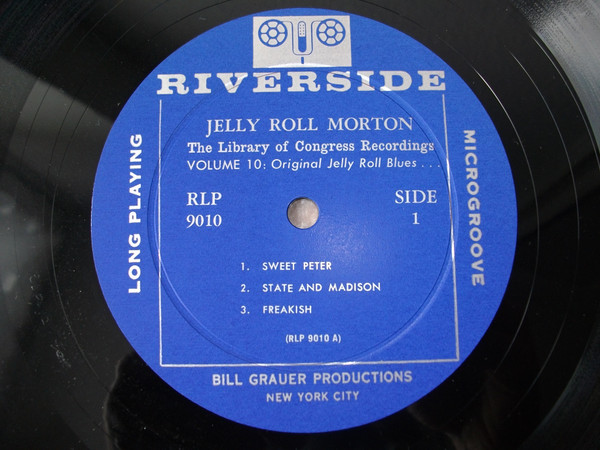 RIVERSIDE
JELLY ROLL MORTON
The Library of Congress Recordings
VOLUME 10: Original Jelly Roll Blues . . .
RLP
9010
SIDE
1
LONG PLAYING
MICROGROOVE
1. SWEET PETER
2. STATE AND MADISON
3. FREAKISH
(RLP 9010 A)
BILL GRAUER PRODUCTIONS
NEW YORK CITY